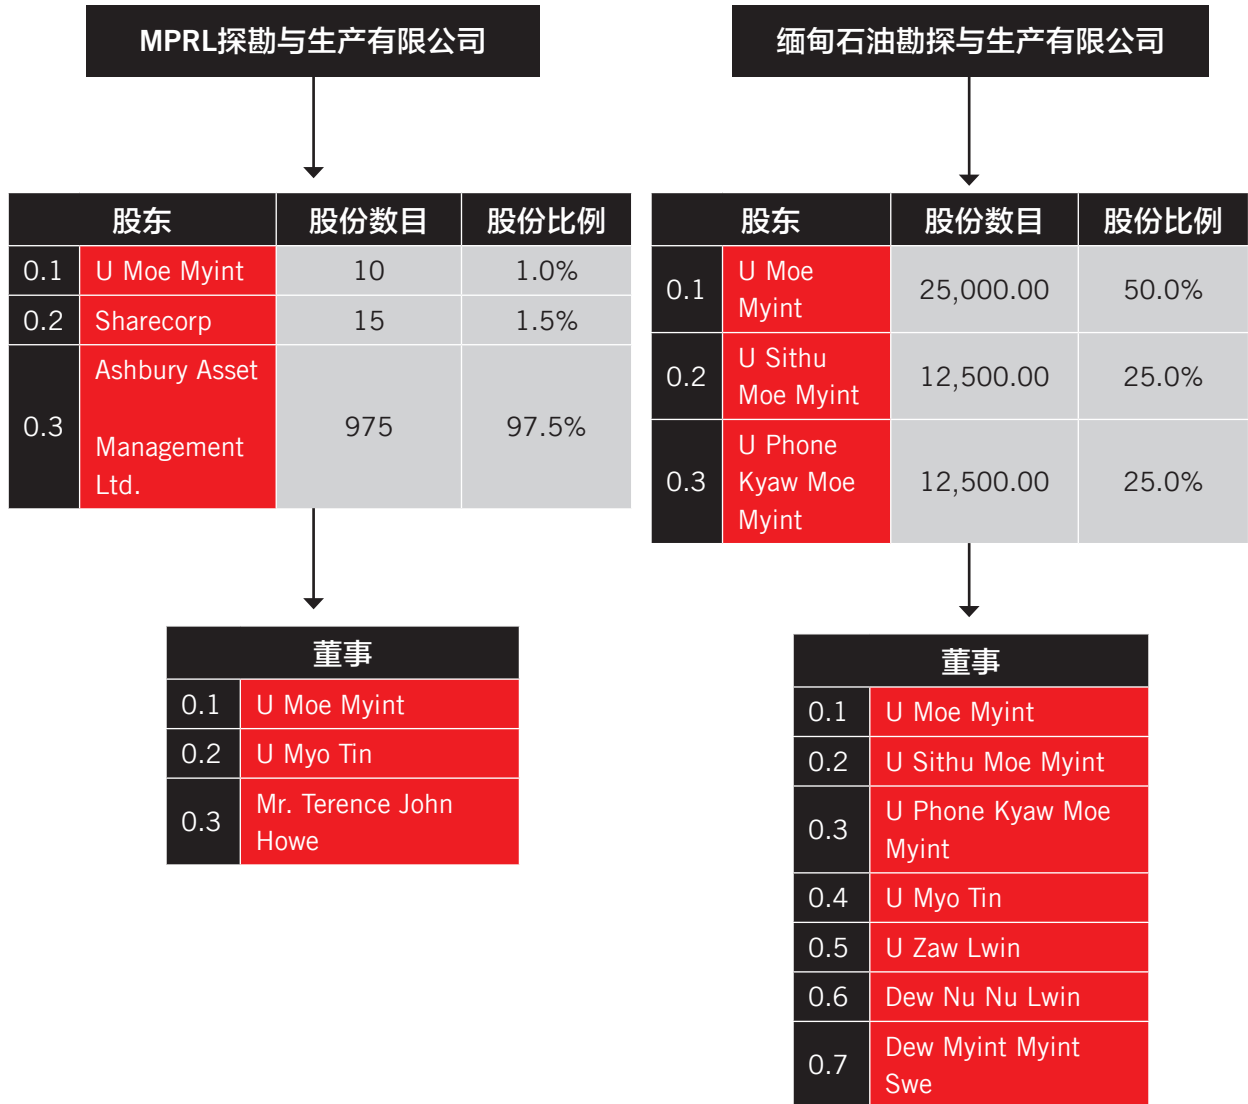 MPRL探勘与生产有限公司
股东 股份数目 股份比例
0.1 U Moe Myint 10 1.0%
0.2 Sharecorp 15 1.5%
0.3 Ashbury Asset
Management
Ltd. 975 97.5%
董事
0.1 U Moe Myint
0.2 U Myo Tin
0.3 Mr. Terence John
Howe
缅甸石油勘探与生产有限公司
股东 股份数目 股份比例
0.1 U Moe
Myint 25,000.00 50.0%
0.2 U Sithu
Moe Myint 12,500.00 25.0%
0.3 U Phone
Kyaw Moe
Myint 12,500.00 25.0%
董事
0.1 U Moe Myint
0.2 U Sithu Moe Myint
0.3 U Phone Kyaw Moe
Myint
0.4 U Myo Tin
0.5 U Zaw Lwin
0.6 Dew Nu Nu Lwin
0.7 Dew Myint Myint
Swe